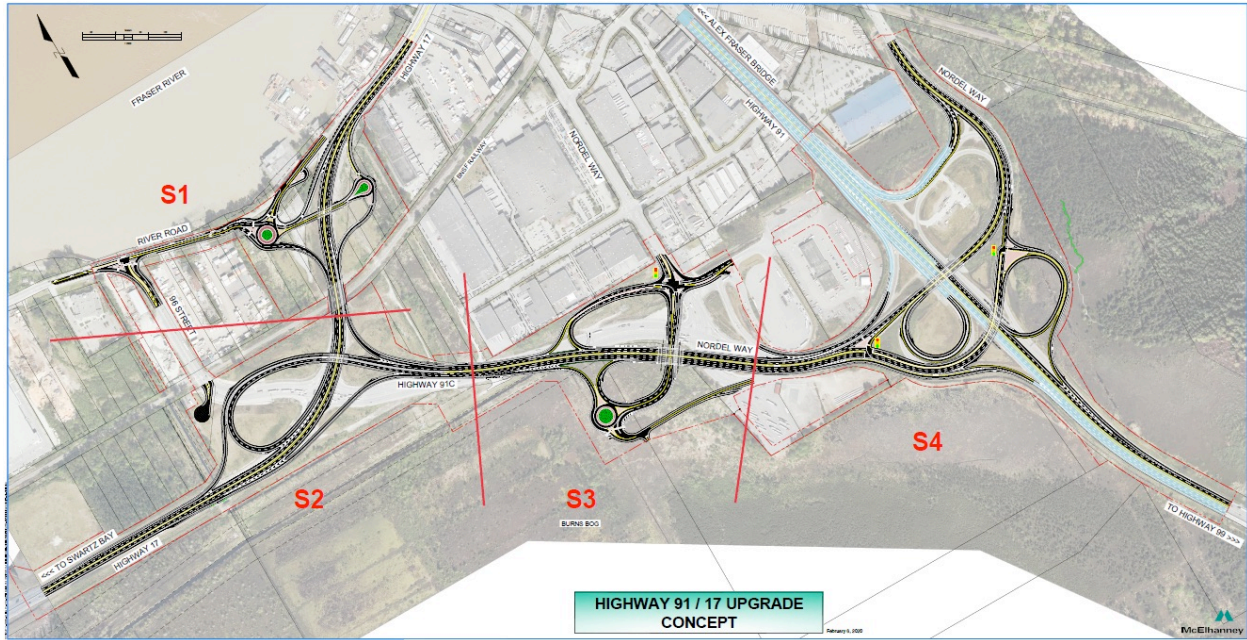 FRASER RIVER
HIGHWAY 17
<<< ALEX FRASER BRIDGE
HIGHWAY 91
NORDEL WAY
NORDEL WAY
BNSF RAILWAY
S1
RIVER ROAD
96 STREET
NORDEL WAY
HIGHWAY 91C
S4
S2
S3
BURNS BOG
<<< TO SWARTZ BAY
HIGHWAY 17
TO HIGHWAY 99 >>>
HIGHWAY 91 / 17 UPGRADE
CONCEPT
McElhanney